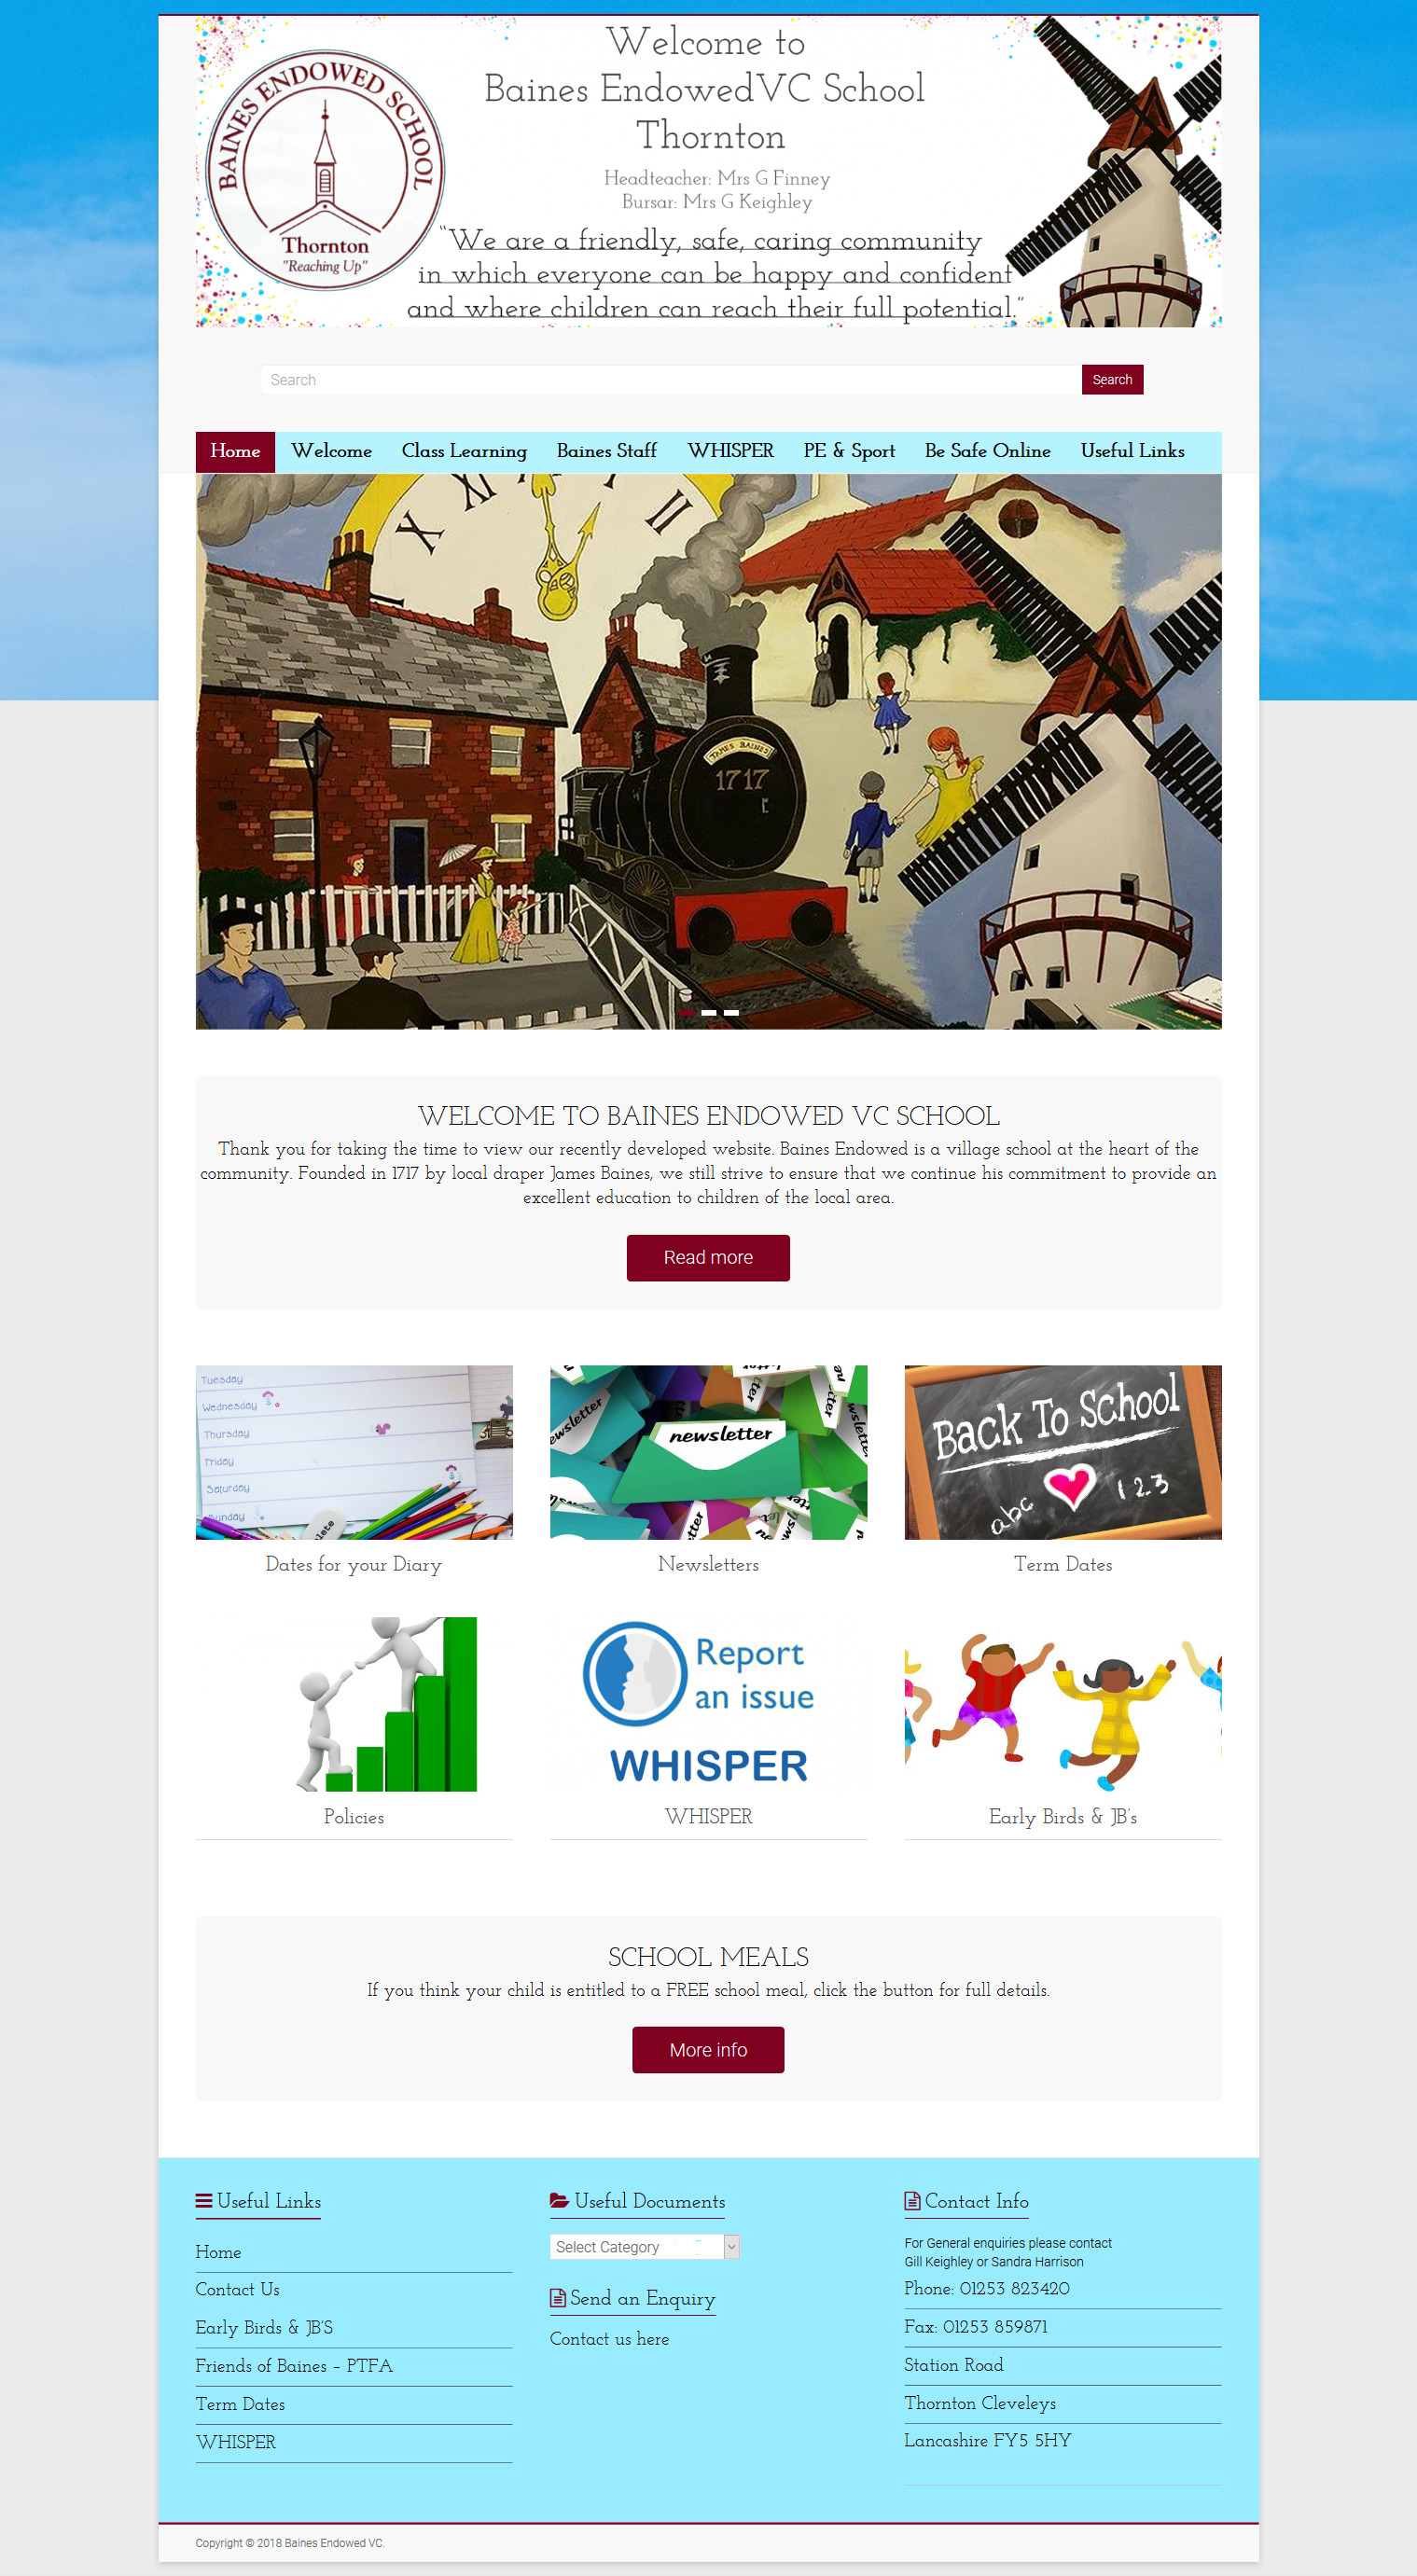 BAINES ENDOWED SCHOOL
Thornton
"Reaching Up"
Welcome to
Baines EndowedVC School
Thornton
Headteacher: Mrs G Finney
Bursar: Mrs G Keighley
“We are a friendly, safe, caring community
in which everyone can be happy and confident
and where children can reach their full potential.”
Search
Search
Home Welcome Class Learning Baines Staff WHISPER PE & Sport Be Safe Online Useful Links
JAMES BAINES
1717
WELCOME TO BAINES ENDOWED VC SCHOOL
Thank you for taking the time to view our recently developed website. Baines Endowed is a village school at the heart of the
community. Founded in 1717 by local draper James Baines, we still strive to ensure that we continue his commitment to provide an
excellent education to children of the local area.
Read more
Tuesday
Wednesday
Thursday
Friday
Saturday
Sunday
newsletter
newsletter
Back To School
abc
123
Dates for your Diary
Newsletters
Term Dates
Report
an issue
WHISPER
Policies
WHISPER
Early Birds & JB's
SCHOOL MEALS
If you think your child is entitled to a FREE school meal, click the button for full details.
More info
Useful Links
Home
Contact Us
Early Birds & JB'S
Friends of Baines – PTFA
Term Dates
WHISPER
Useful Documents
Select Category
Send an Enquiry
Contact us here
Contact Info
For General enquiries please contact
Gill Keighley or Sandra Harrison
Phone: 01253 823420
Fax: 01253 859871
Station Road
Thornton Cleveleys
Lancashire FY5 5HY
Copyright © 2018 Baines Endowed VC.